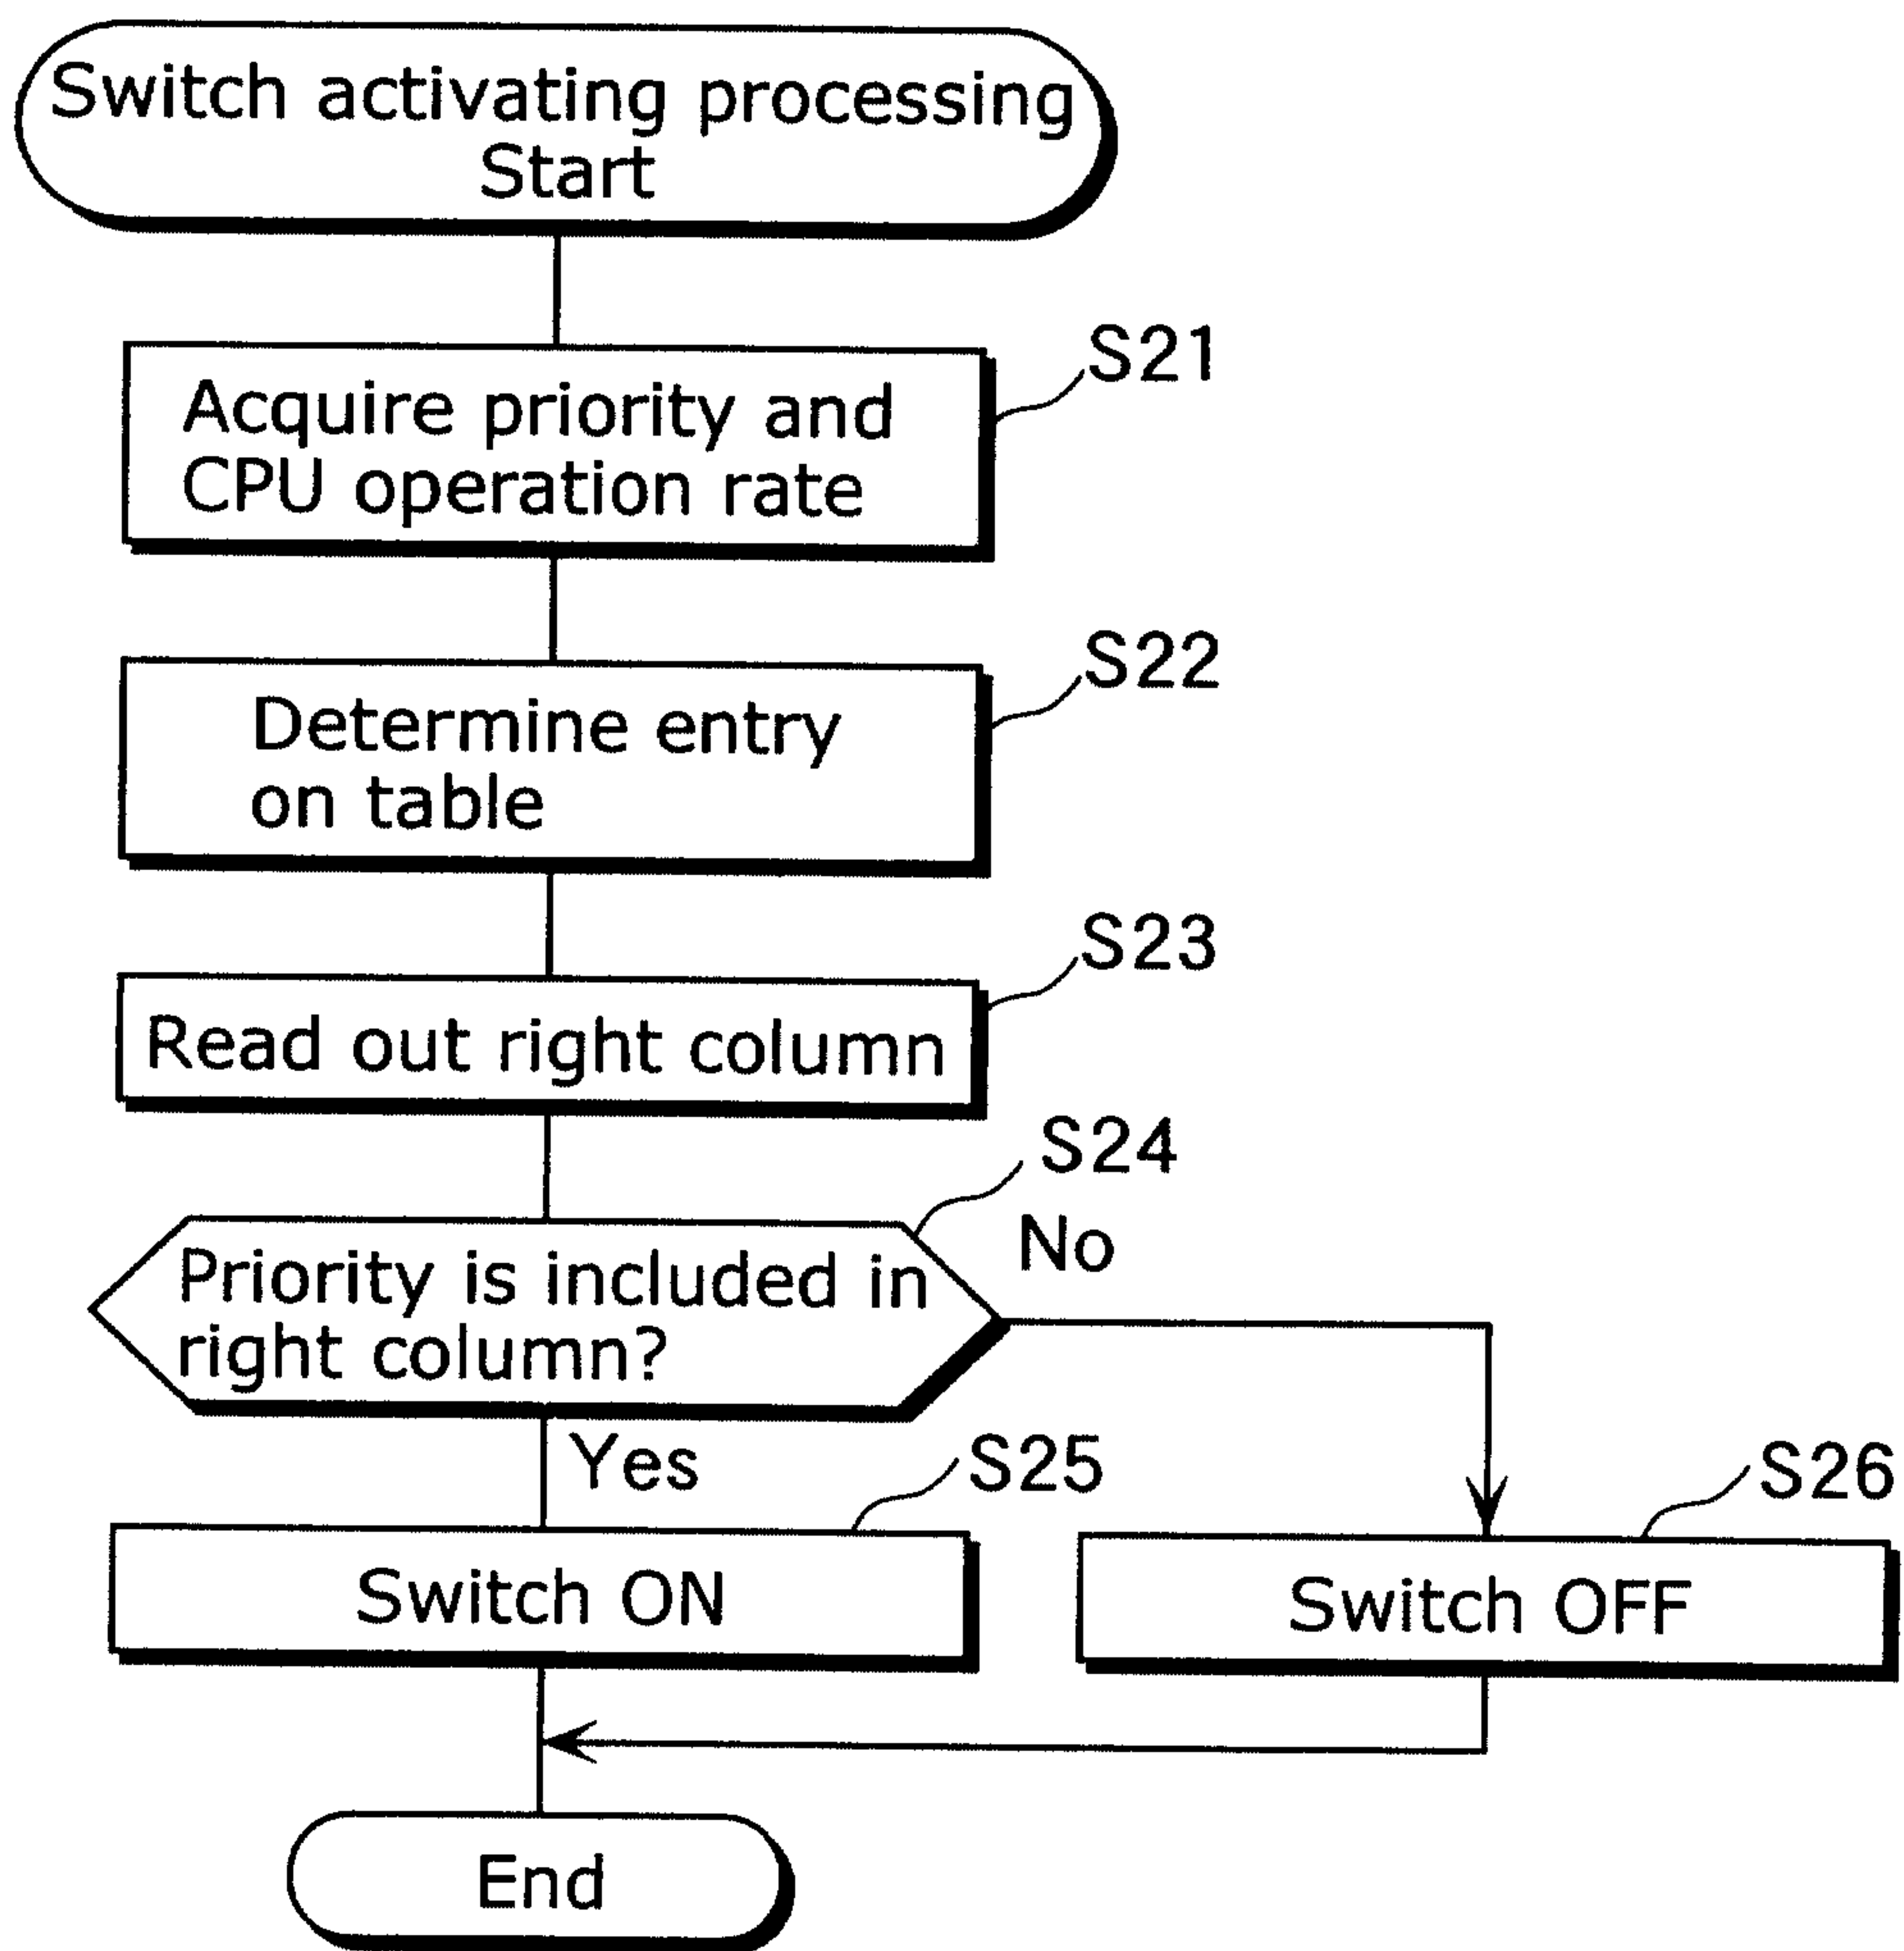 Switch activating processing
Start
S21
Acquire priority and
CPU operation rate
S22
Determine entry
on table
S23
Read out right column
S24
Priority is included in
right column?
No
Yes
S25
S26
Switch ON
Switch OFF
End